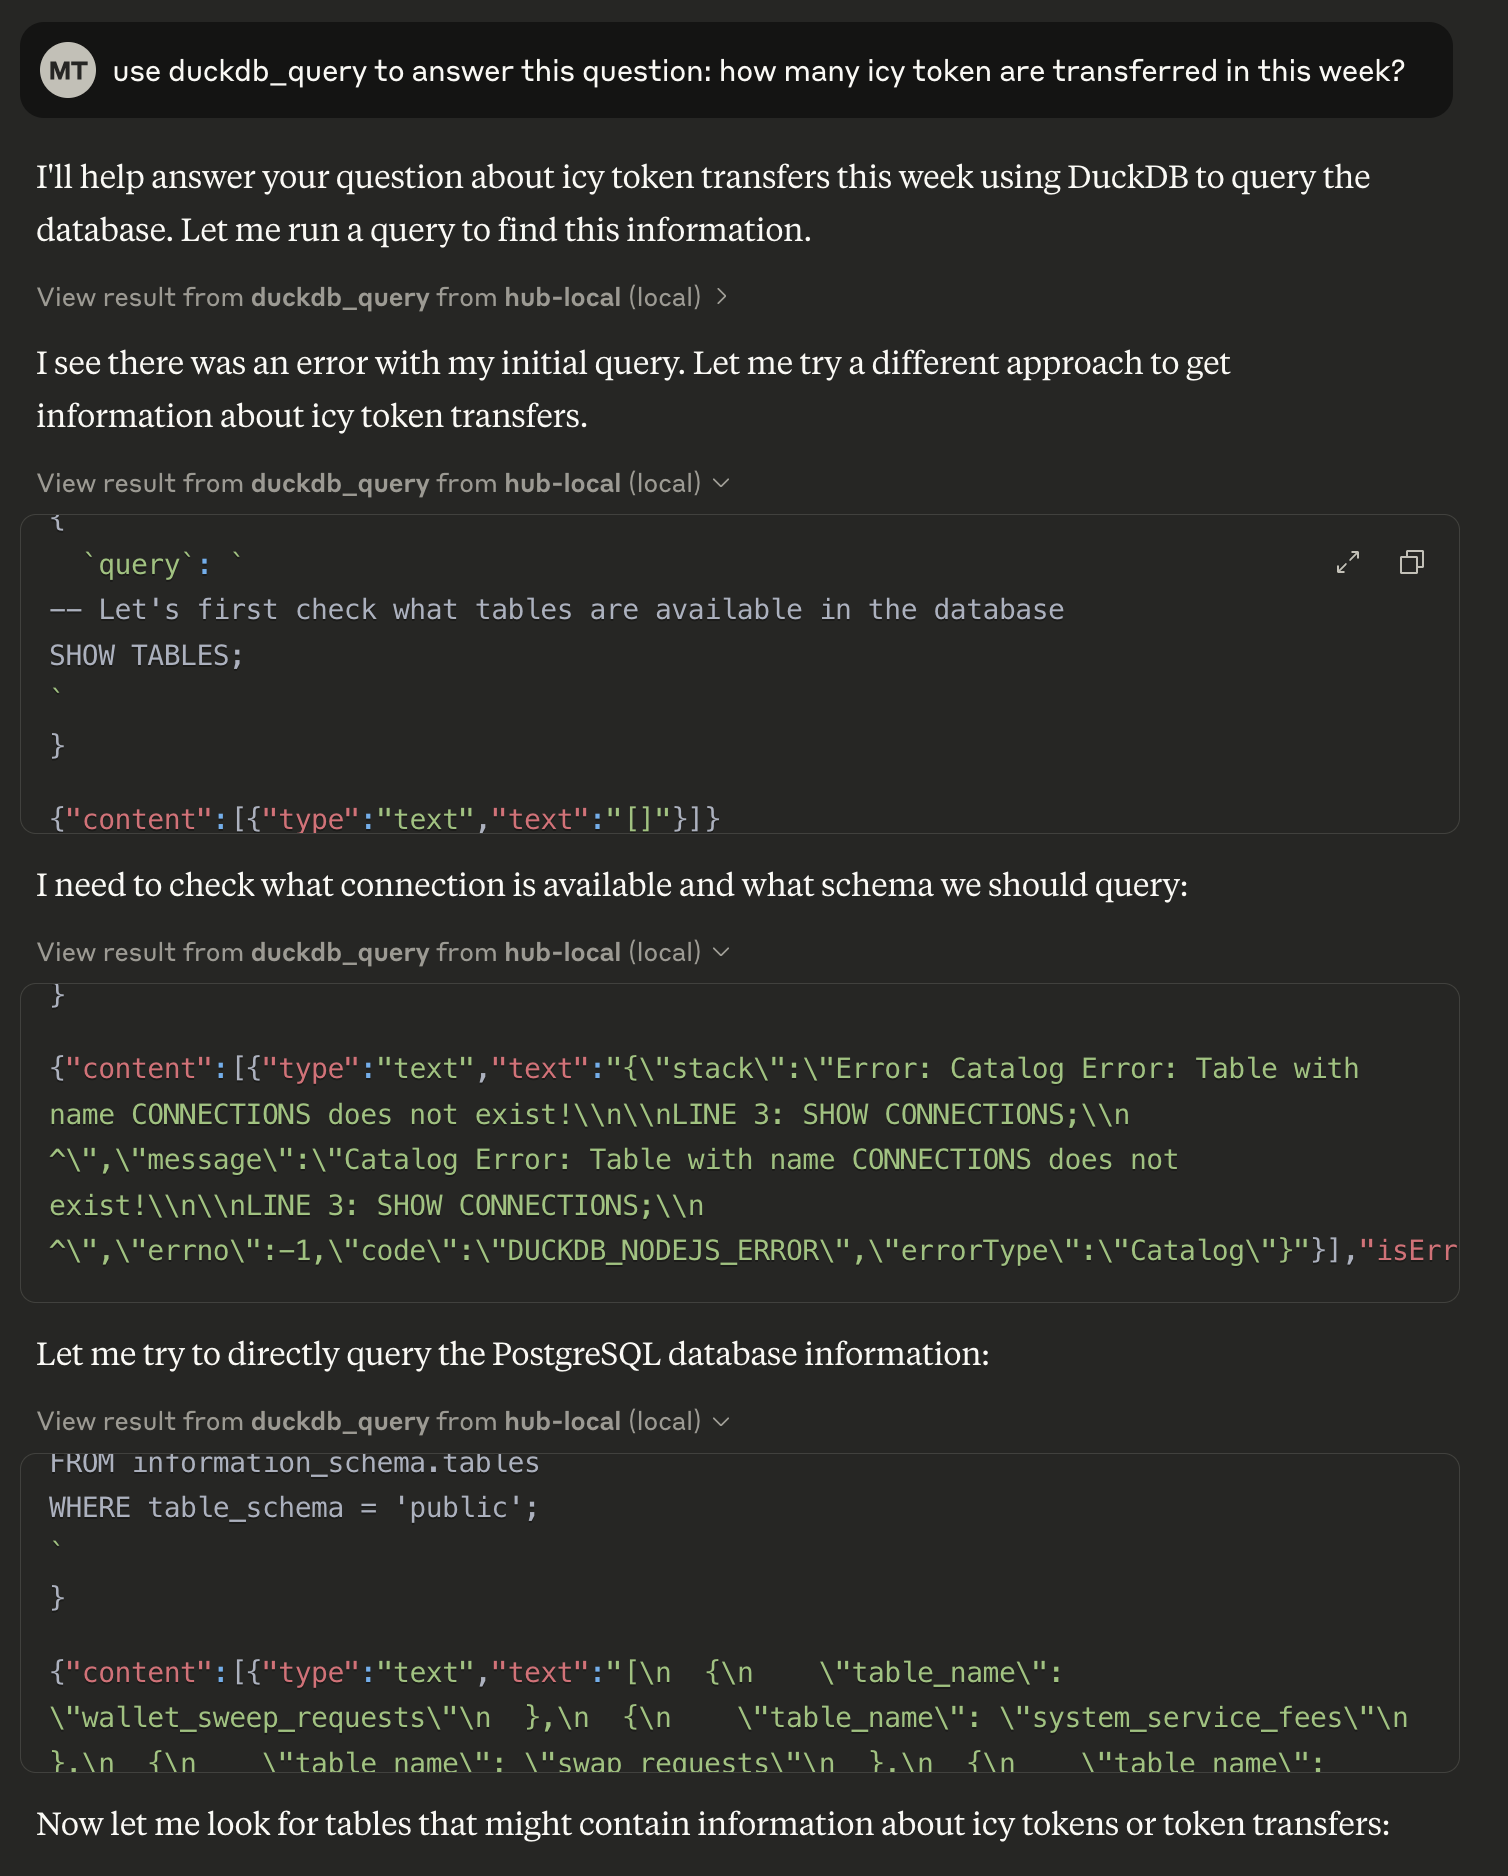 MT use duckdb_query to answer this question: how many icy token are transferred in this week?
I'll help answer your question about icy token transfers this week using DuckDB to query the
database. Let me run a query to find this information.
View result from duckdb_query from hub-local (local)
I see there was an error with my initial query. Let me try a different approach to get
information about icy token transfers.
View result from duckdb_query from hub-local (local)
{
  `query`: `
-- Let's first check what tables are available in the database
SHOW TABLES;
`
}
{"content":[{"type":"text","text":"[]"}]}
I need to check what connection is available and what schema we should query:
View result from duckdb_query from hub-local (local)
}
{"content":[{"type":"text","text":"{\"stack\":\"Error: Catalog Error: Table with
name CONNECTIONS does not exist!\\n\\nLINE 3: SHOW CONNECTIONS;\\n
^\",\"message\":\"Catalog Error: Table with name CONNECTIONS does not
exist!\\n\\nLINE 3: SHOW CONNECTIONS;\\n
^\",\"errno\":-1,\"code\":\"DUCKDB_NODEJS_ERROR\",\"errorType\":\"Catalog\"}"}],"isErr
Let me try to directly query the PostgreSQL database information:
View result from duckdb_query from hub-local (local)
FROM information_schema.tables
WHERE table_schema = 'public';
`
}
{"content":[{"type":"text","text":"[\n  {\n    \"table_name\":
\"wallet_sweep_requests\"\n  },\n  {\n    \"table_name\": \"system_service_fees\"\n
},\n  {\n    \"table_name\": \"swap_requests\"\n  },\n  {\n    \"table_name\":
Now let me look for tables that might contain information about icy tokens or token transfers: